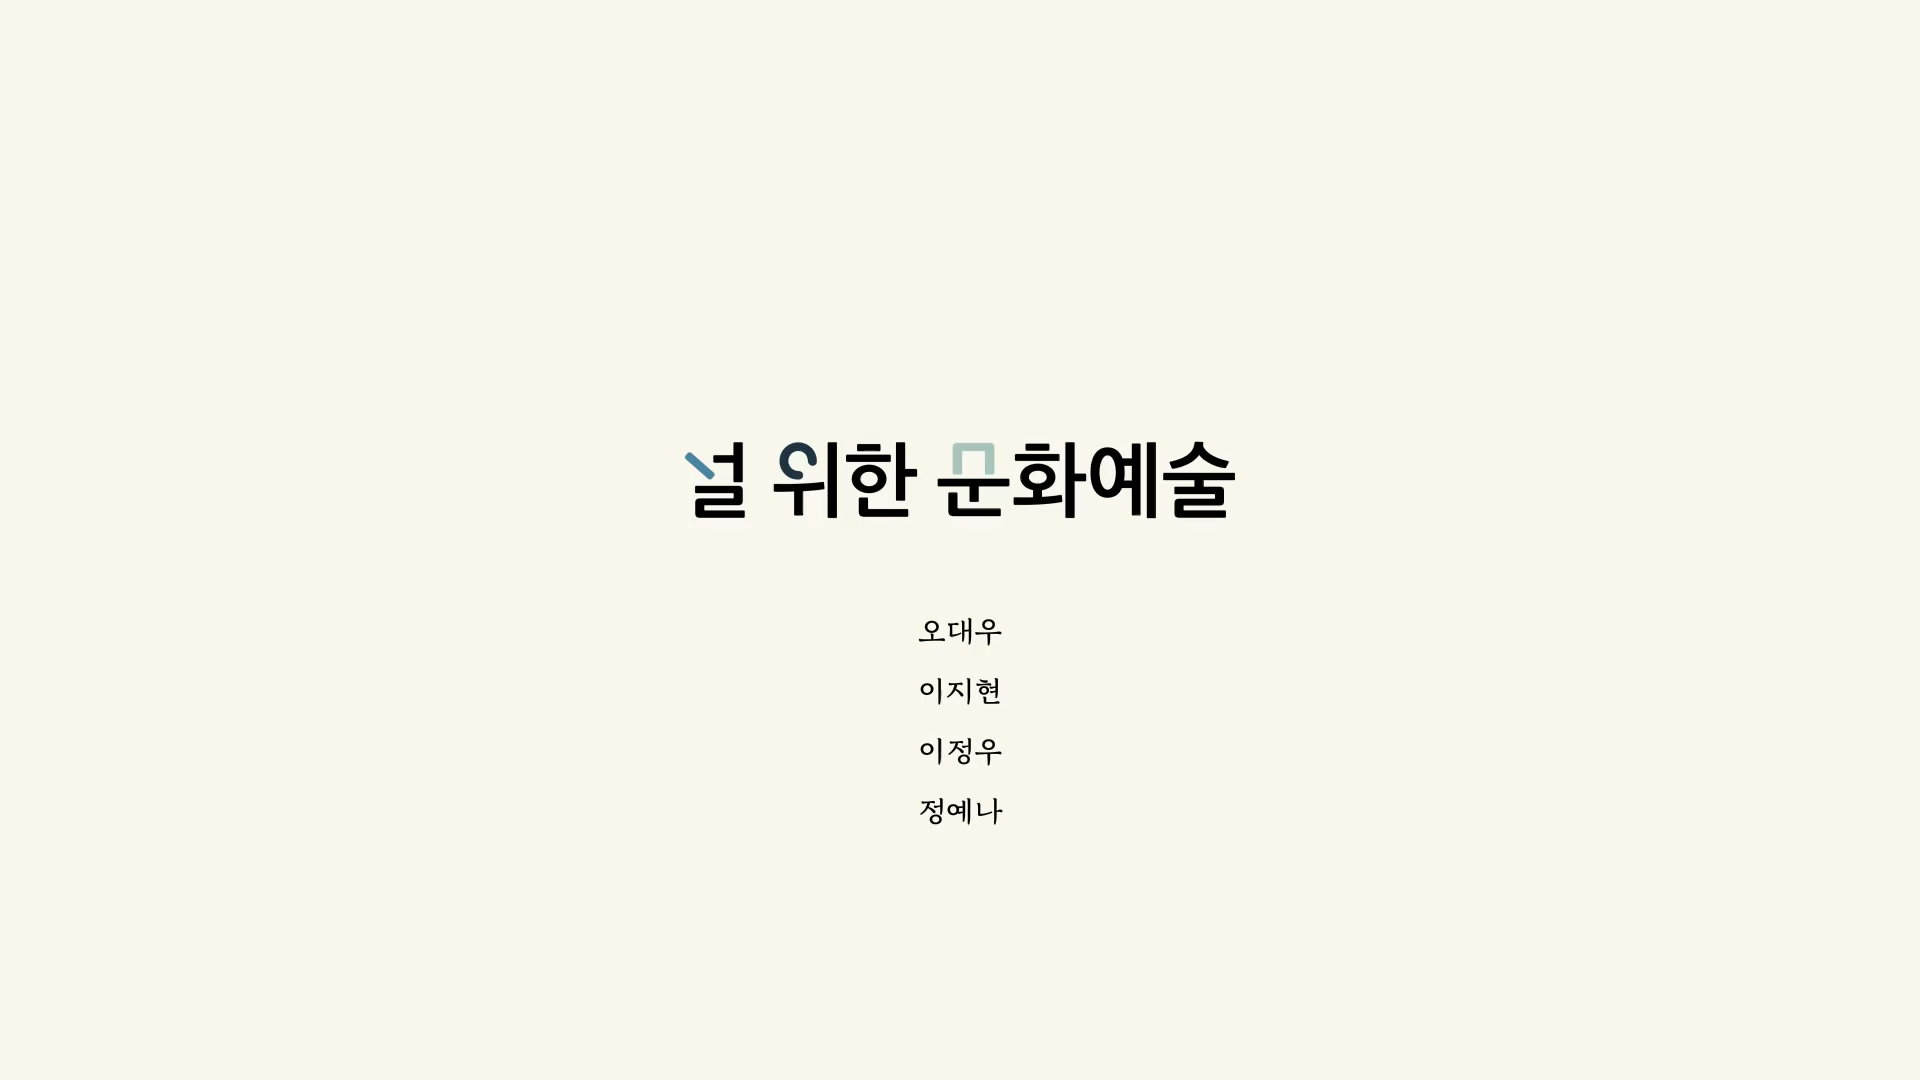 널 위한 문화예술
오대우
이지현
이정우
정예나